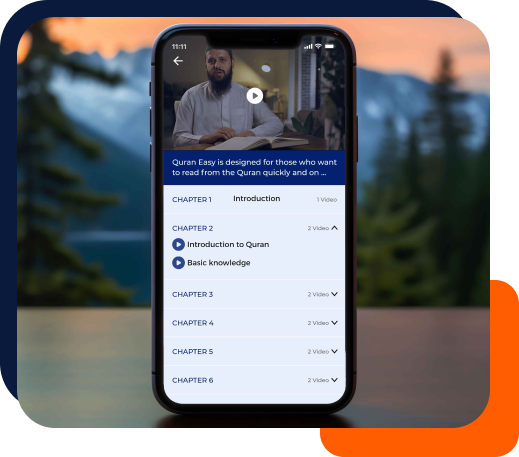 11:11
Quran Easy is designed for those who want
to read from the Quran quickly and on ...
CHAPTER 1 Introduction 1 Video
CHAPTER 2 2 Video
Introduction to Quran
Basic knowledge
CHAPTER 3 2 Video
CHAPTER 4 2 Video
CHAPTER 5 2 Video
CHAPTER 6 2 Video